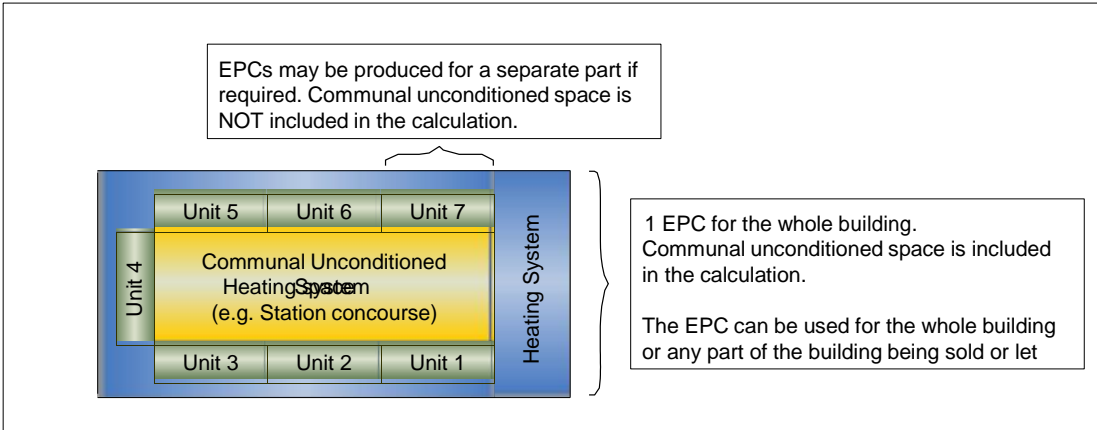 EPCs may be produced for a separate part if
required. Communal unconditioned space is
NOT included in the calculation.
Unit 5 Unit 6 Unit 7
Unit 4
Communal Unconditioned
Heating system
space
(e.g. Station concourse)
Unit 3 Unit 2 Unit 1
Heating System
1 EPC for the whole building.
Communal unconditioned space is included
in the calculation.
The EPC can be used for the whole building
or any part of the building being sold or let